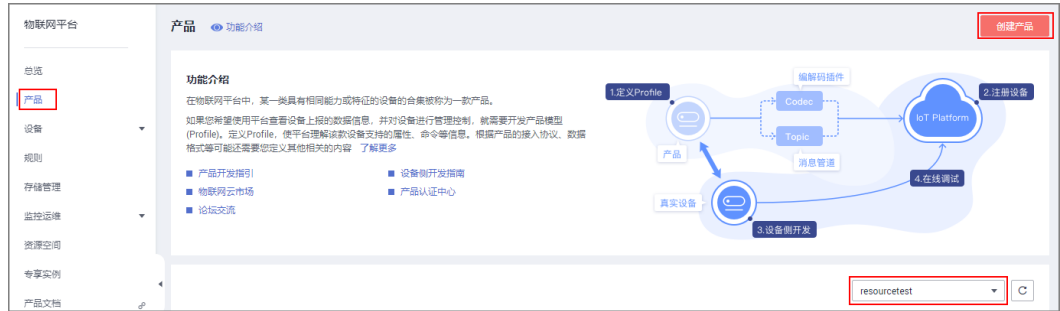 物联网平台
总览
产品
设备
规则
存储管理
监控运维
资源空间
专享实例
产品文档
产品 功能介绍
创建产品
功能介绍
在物联网平台中，某一类具有相同能力或特征的设备的合集被称为一款产品。
如果您希望使用平台查看设备上报的数据信息，并对设备进行管理控制，就需要开发产品模型
(Profile)。定义Profile，使平台理解该款设备支持的属性、命令等信息。根据产品的接入协议、数据
格式等可能还需要您定义其他相关的内容 了解更多
产品开发指引 设备侧开发指南
物联网云市场 产品认证中心
论坛交流
1.定义Profile
编解码插件
Codec
Topic
消息管道
产品
真实设备
IoT Platform
2.注册设备
4.在线调试
3.设备侧开发
resourcetest